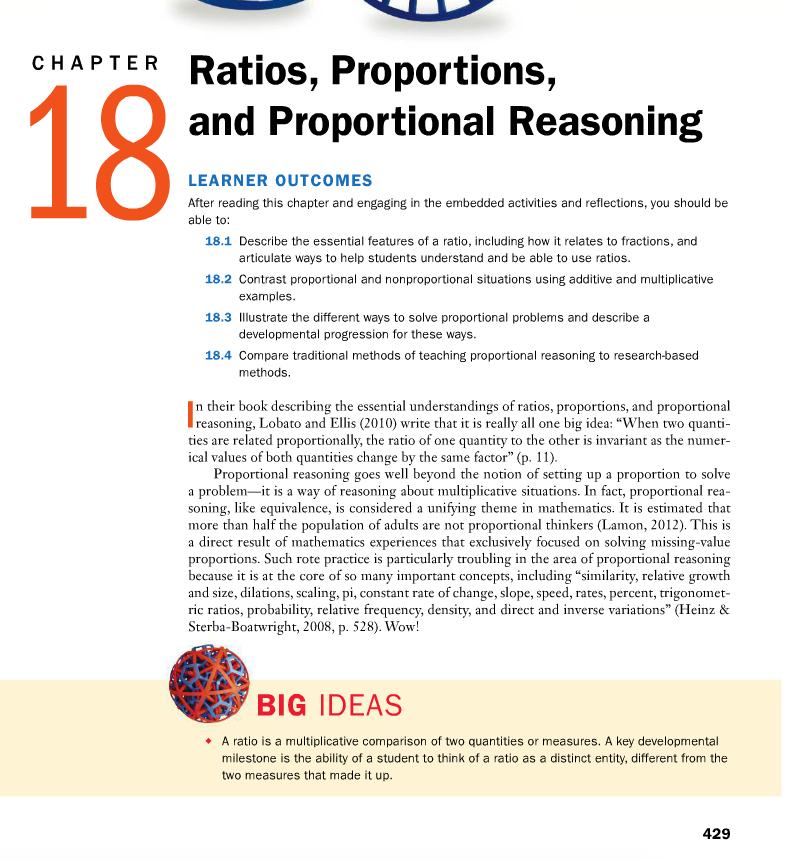 CHAPTER
18
Ratios, Proportions,
and Proportional Reasoning
LEARNER OUTCOMES
After reading this chapter and engaging in the embedded activities and reflections, you should be
able to:
18.1 Describe the essential features of a ratio, including how it relates to fractions, and
articulate ways to help students understand and be able to use ratios.
18.2 Contrast proportional and nonproportional situations using additive and multiplicative
examples.
18.3 Illustrate the different ways to solve proportional problems and describe a
developmental progression for these ways.
18.4 Compare traditional methods of teaching proportional reasoning to research-based
methods.
In their book describing the essential understandings of ratios, proportions, and proportional
reasoning, Lobato and Ellis (2010) write that it is really all one big idea: “When two quanti-
ties are related proportionally, the ratio of one quantity to the other is invariant as the numer-
ical values of both quantities change by the same factor” (p. 11).
Proportional reasoning goes well beyond the notion of setting up a proportion to solve
a problem—it is a way of reasoning about multiplicative situations. In fact, proportional rea-
soning, like equivalence, is considered a unifying theme in mathematics. It is estimated that
more than half the population of adults are not proportional thinkers (Lamon, 2012). This is
a direct result of mathematics experiences that exclusively focused on solving missing-value
proportions. Such rote practice is particularly troubling in the area of proportional reasoning
because it is at the core of so many important concepts, including “similarity, relative growth
and size, dilations, scaling, pi, constant rate of change, slope, speed, rates, percent, trigonomet-
ric ratios, probability, relative frequency, density, and direct and inverse variations” (Heinz &
Sterba-Boatwright, 2008, p. 528). Wow!
BIG IDEAS
◆ A ratio is a multiplicative comparison of two quantities or measures. A key developmental
milestone is the ability of a student to think of a ratio as a distinct entity, different from the
two measures that made it up.
429